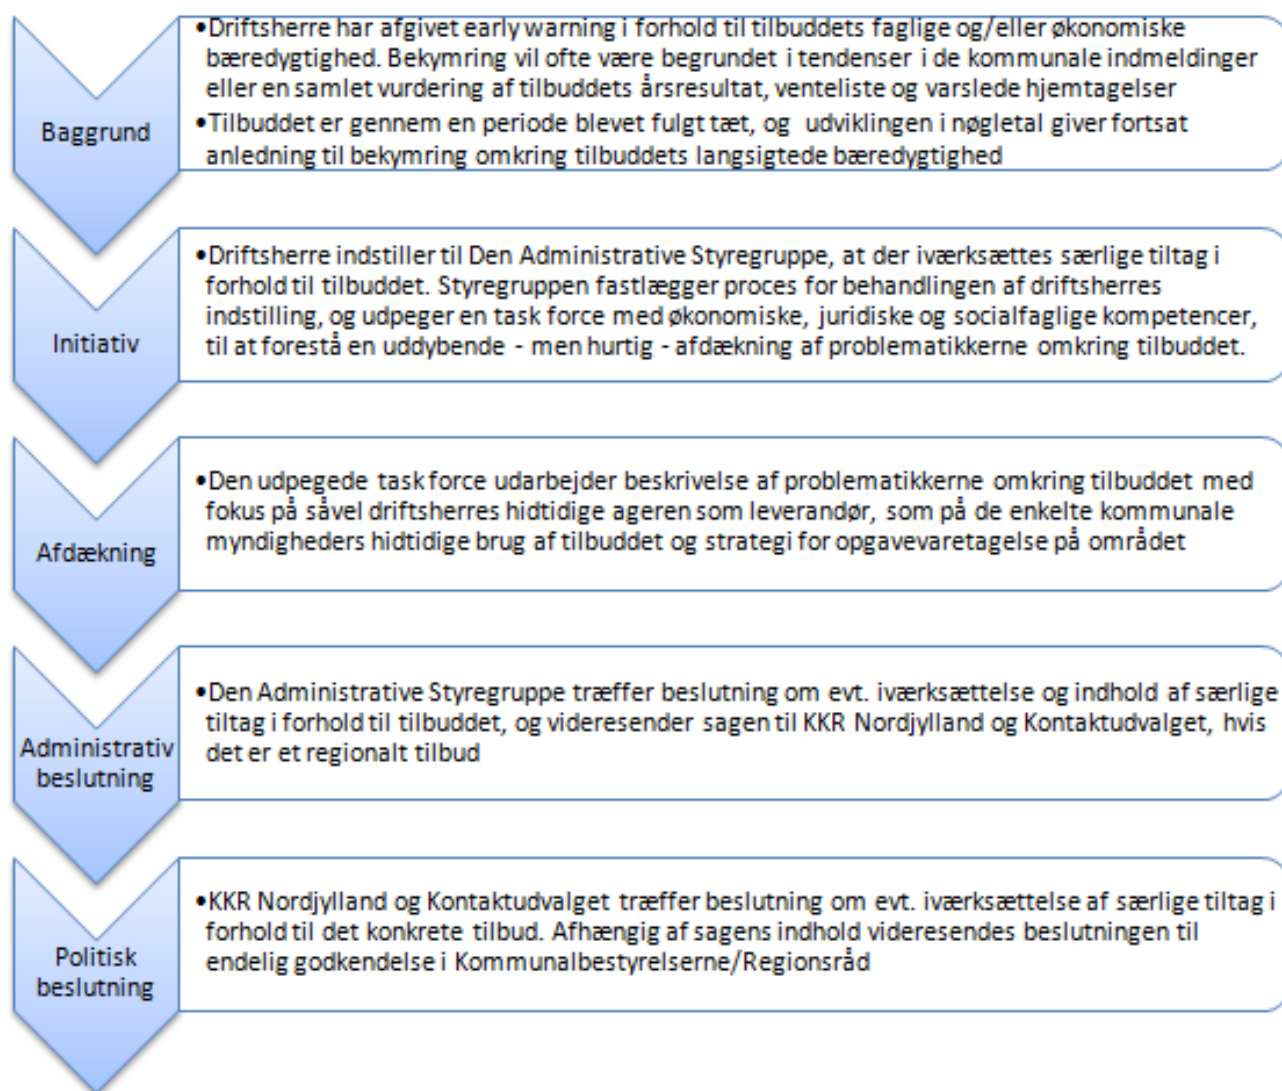 Baggrund
•Driftsherre har afgivet early warning i forhold til tilbuddets faglige og/eller økonomiske
bæredygtighed. Bekymring vil ofte være begrundet i tendenser i de kommunale indmeldinger
eller en samlet vurdering af tilbuddets årsresultat, venteliste og varslede hjemtagelser
•Tilbuddet er gennem en periode blevet fulgt tæt, og udviklingen i nøgletal giver fortsat
anledning til bekymring omkring tilbuddets langsigtede bæredygtighed
Initiativ
•Driftsherre indstiller til Den Administrative Styregruppe, at der iværksættes særlige tiltag i
forhold til tilbuddet. Styregruppen fastlægger proces for behandlingen af driftsherres
indstilling, og udpeger en task force med økonomiske, juridiske og socialfaglige kompetencer,
til at forestå en uddybende - men hurtig - afdækning af problematikkerne omkring tilbuddet.
Afdækning
•Den udpegede task force udarbejder beskrivelse af problematikkerne omkring tilbuddet med
fokus på såvel driftsherres hidtidige ageren som leverandør, som på de enkelte kommunale
myndigheders hidtidige brug af tilbuddet og strategi for opgavevaretagelse på området
Administrativ
beslutning
•Den Administrative Styregruppe træffer beslutning om evt. iværksættelse og indhold af særlige
tiltag i forhold til tilbuddet, og videresender sagen til KKR Nordjylland og Kontaktudvalget, hvis
det er et regionalt tilbud
Politisk
beslutning
•KKR Nordjylland og Kontaktudvalget træffer beslutning om evt. iværksættelse af særlige tiltag i
forhold til det konkrete tilbud. Afhængig af sagens indhold videresendes beslutningen til
endelig godkendelse i Kommunalbestyrelserne/Regionsråd